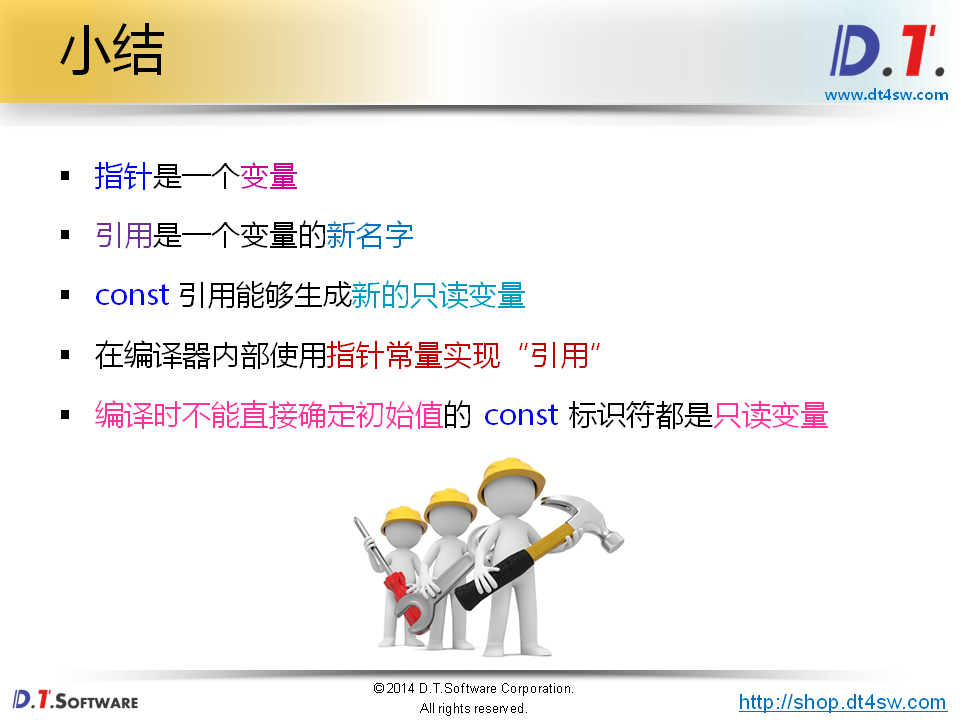 小结
D.T.
www.dt4sw.com
指针是一个变量
引用是一个变量的新名字
const 引用能够生成新的只读变量
在编译器内部使用指针常量实现“引用”
编译时不能直接确定初始值的 const 标识符都是只读变量
D.T.SOFTWARE
©2014 D.T.Software Corporation.
All rights reserved.
http://shop.dt4sw.com